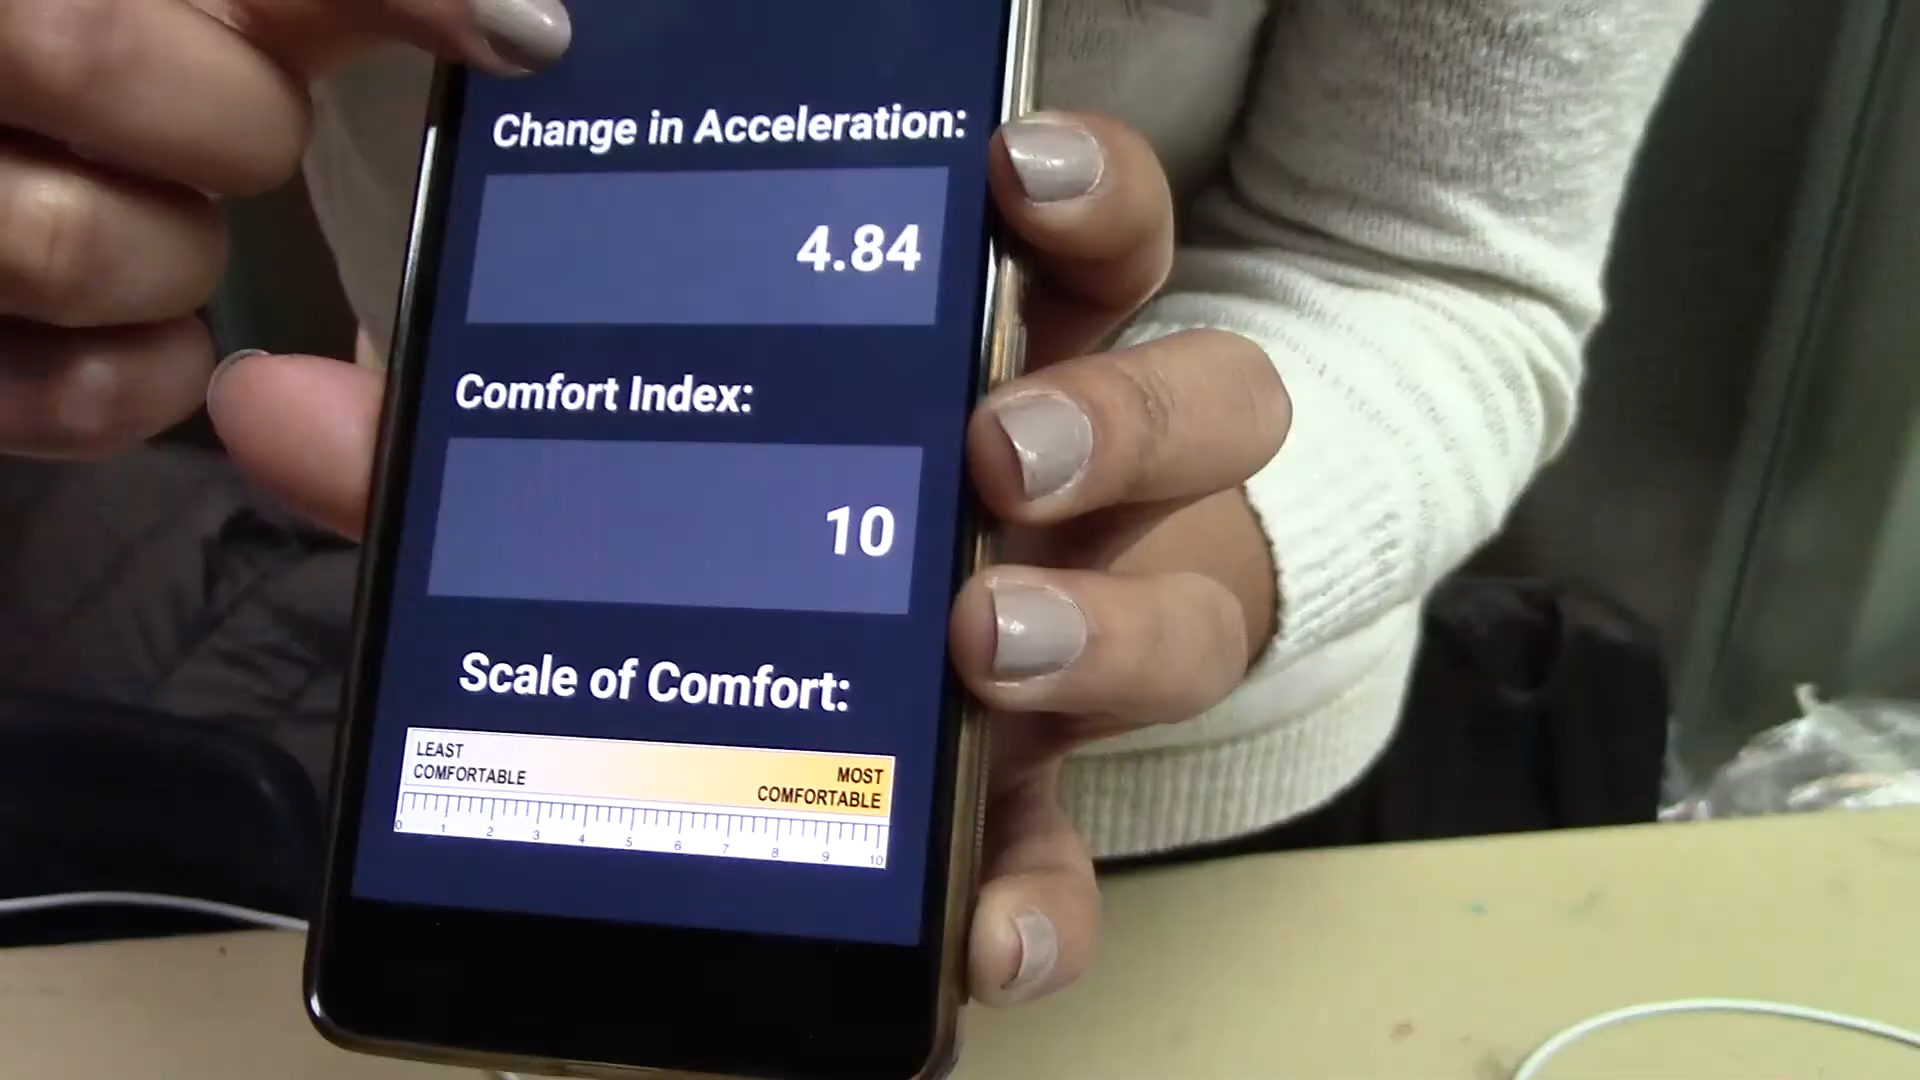 Change in Acceleration:
4.84
Comfort Index:
10
Scale of Comfort:
LEAST
COMFORTABLE
MOST
COMFORTABLE
0 1 2 3 4 5 6 7 8 9 10